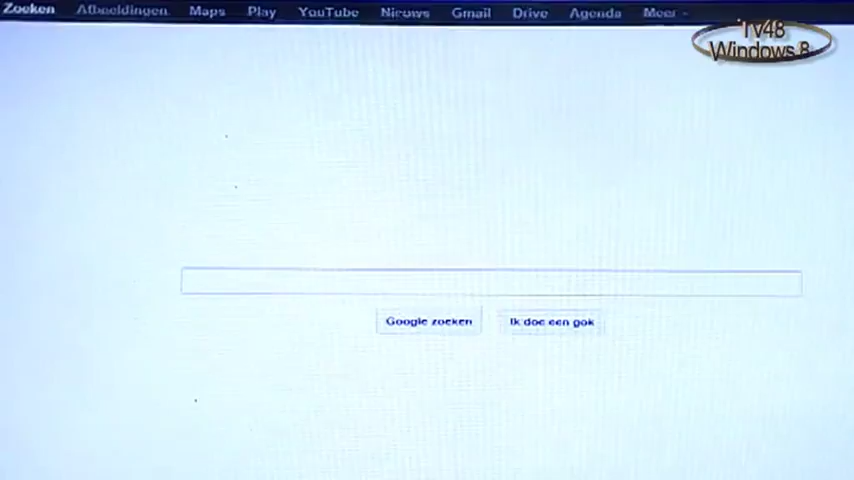 Zoeken Afbeeldingen Maps Play YouTube Nieuws Gmail Drive Agenda Meer
Tv48
Windows 8
Google zoeken Ik doe een gok